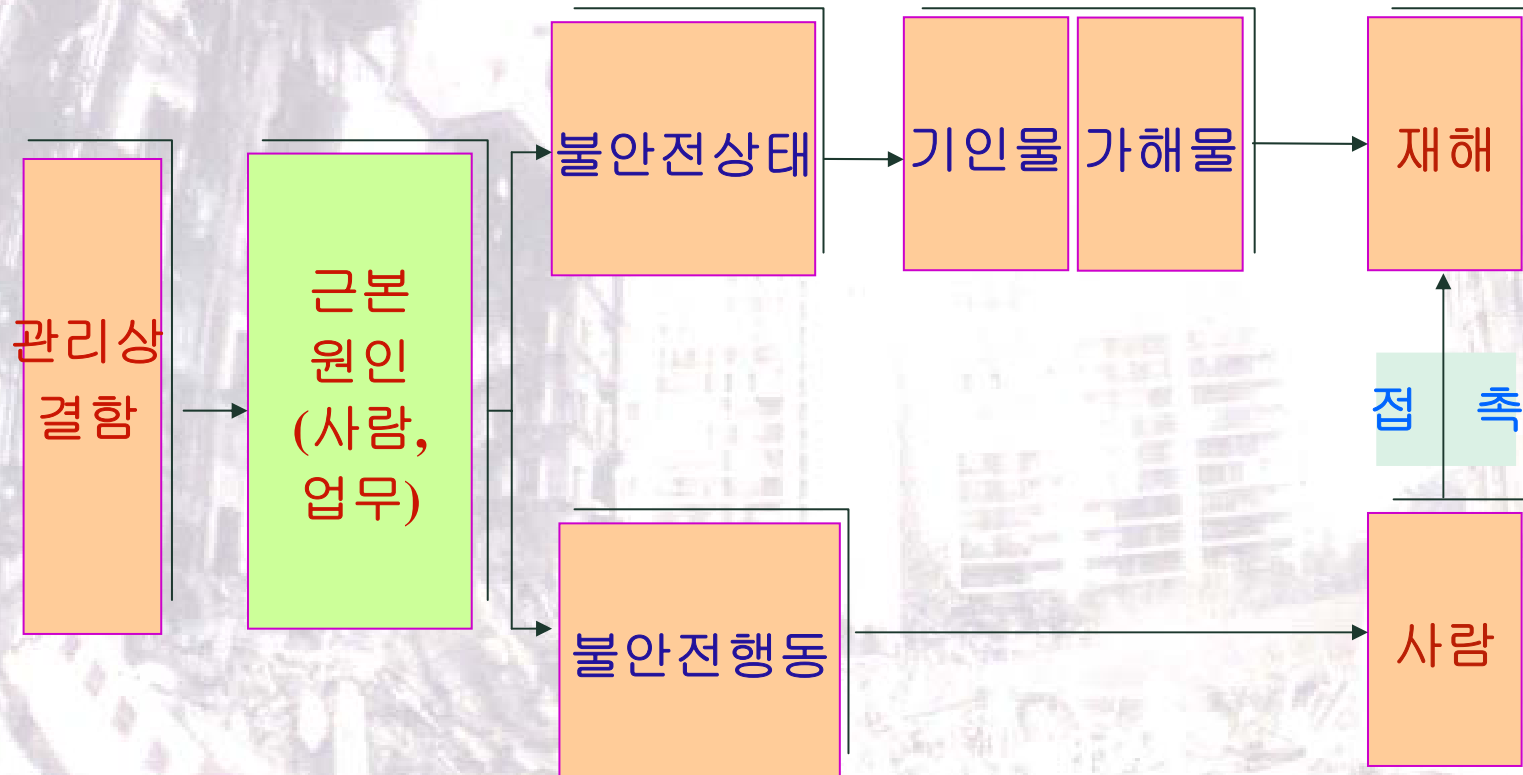 관리상
결함
근본
원인
(사람,
업무)
불안전상태
기인물
가해물
재해
접 촉
불안전행동
사람